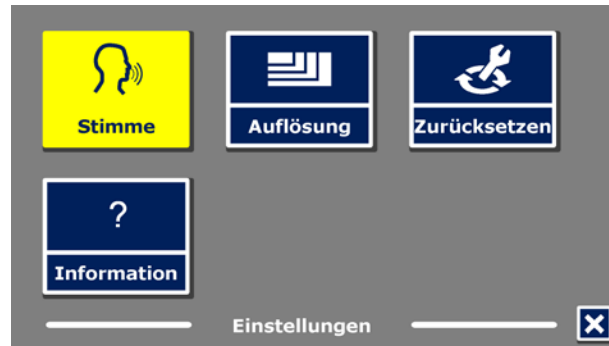 Stimme
Auflösung
Zurücksetzen
?
Information
Einstellungen